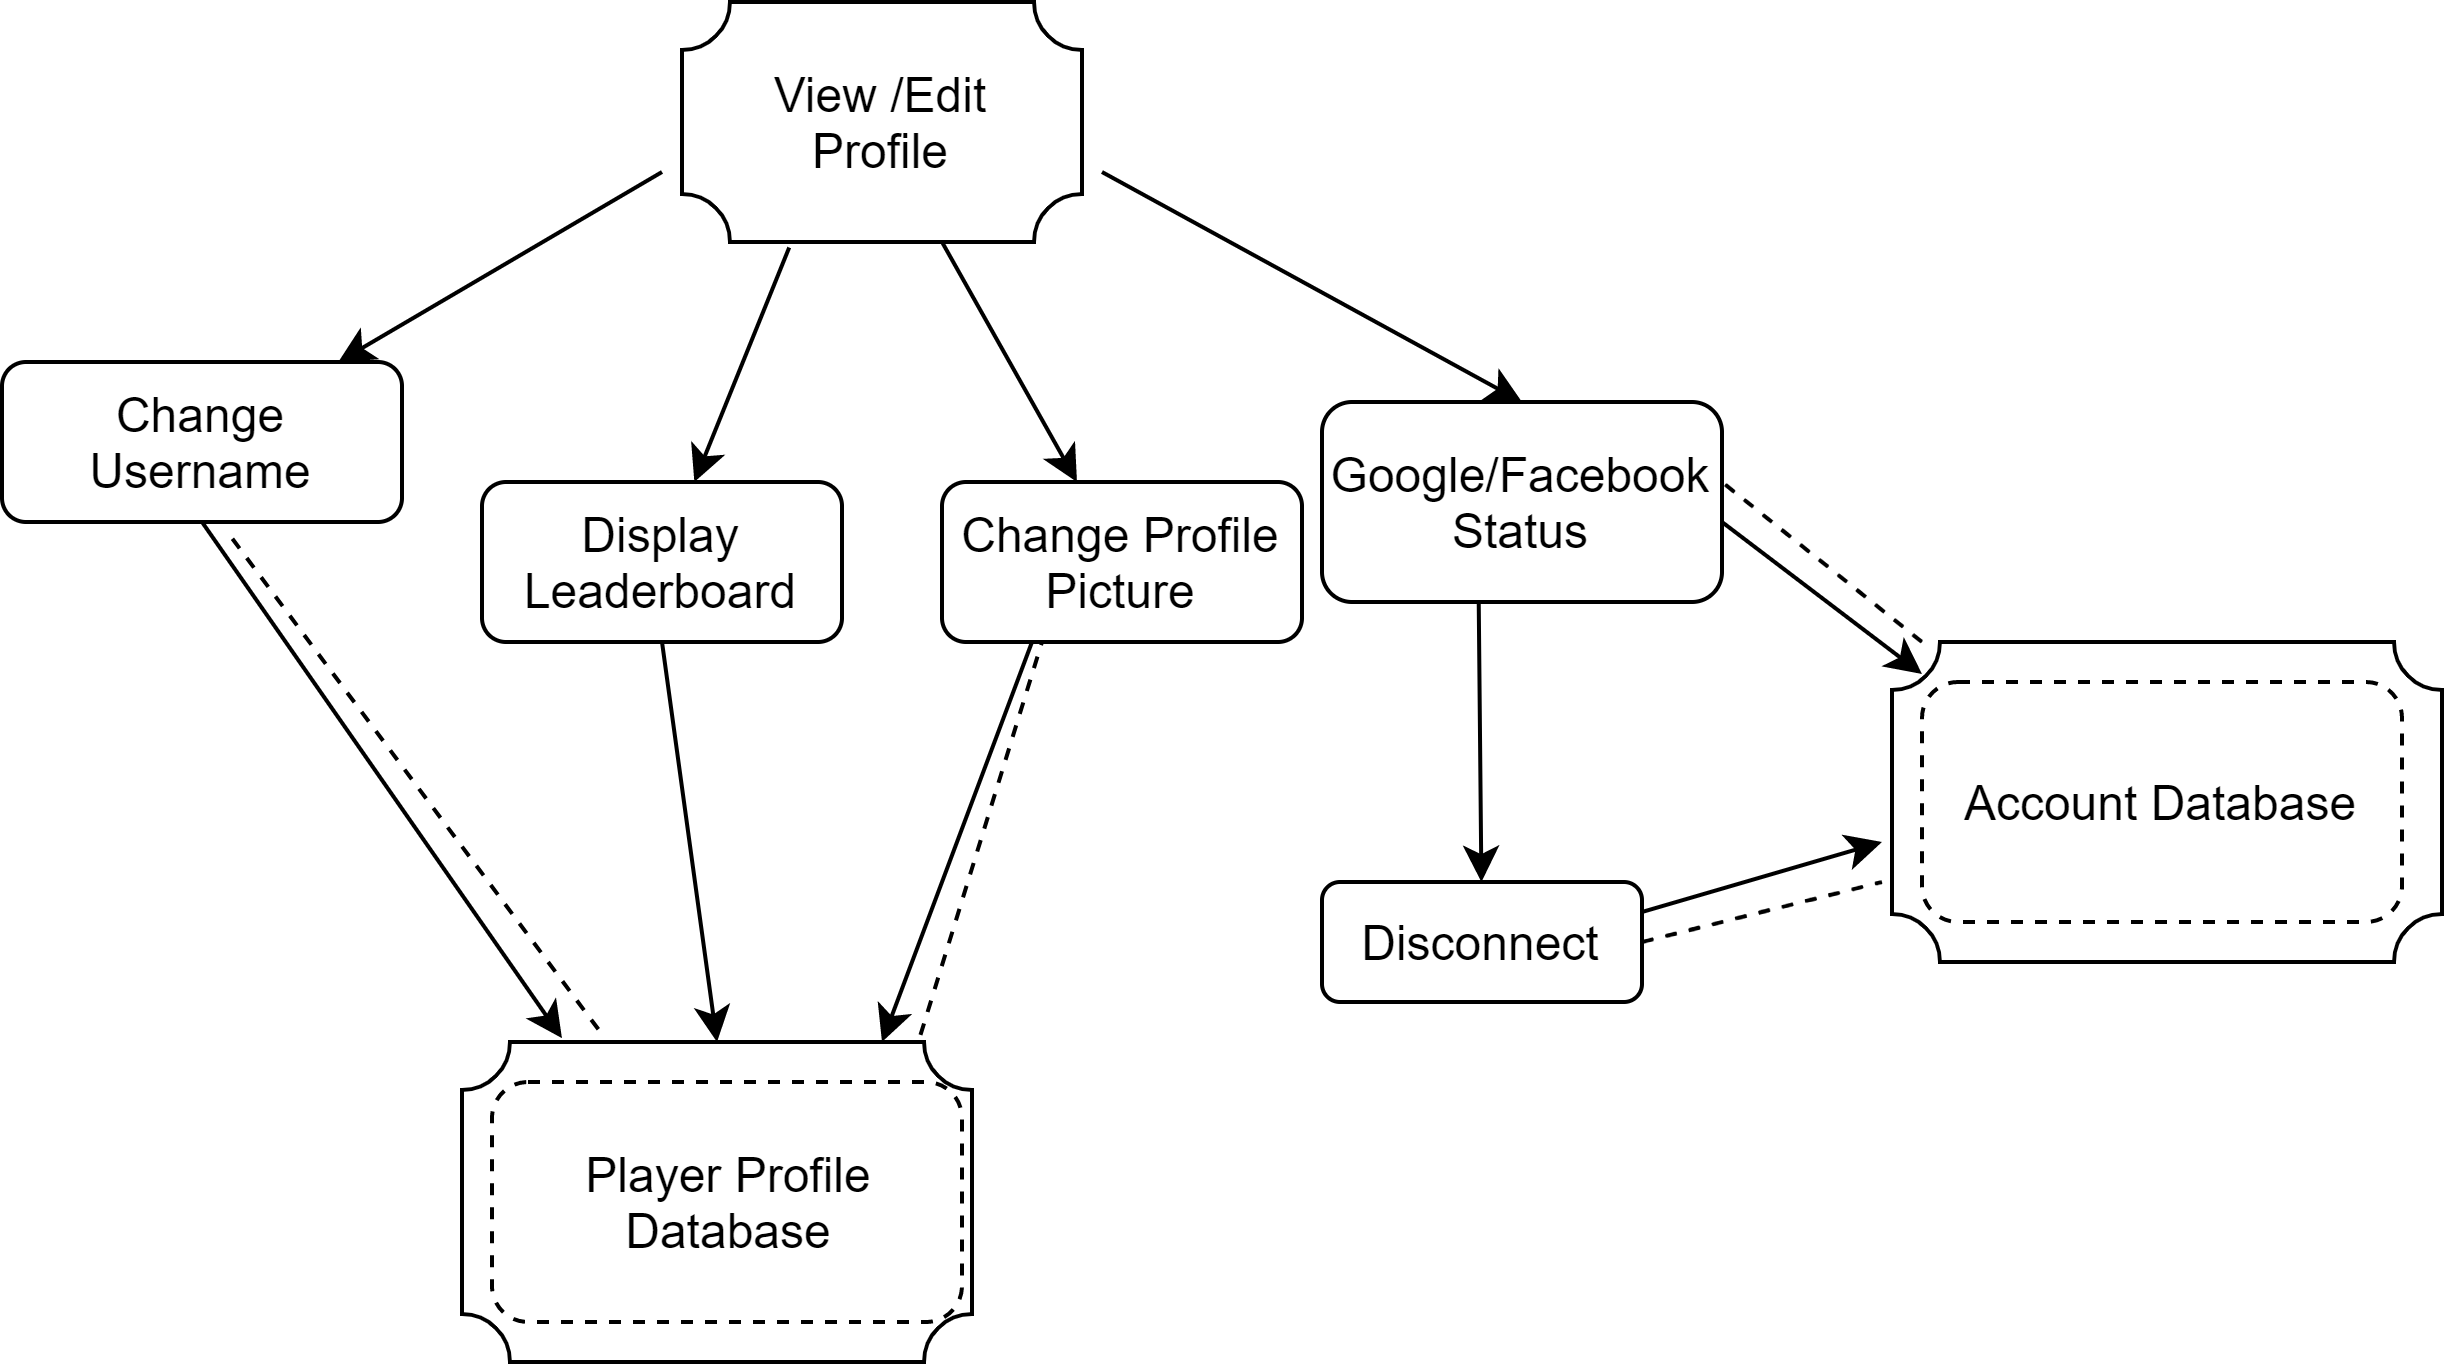 View /Edit
Profile
Change
Username
Display
Leaderboard
Change Profile
Picture
Google/Facebook
Status
Account Database
Disconnect
Player Profile
Database